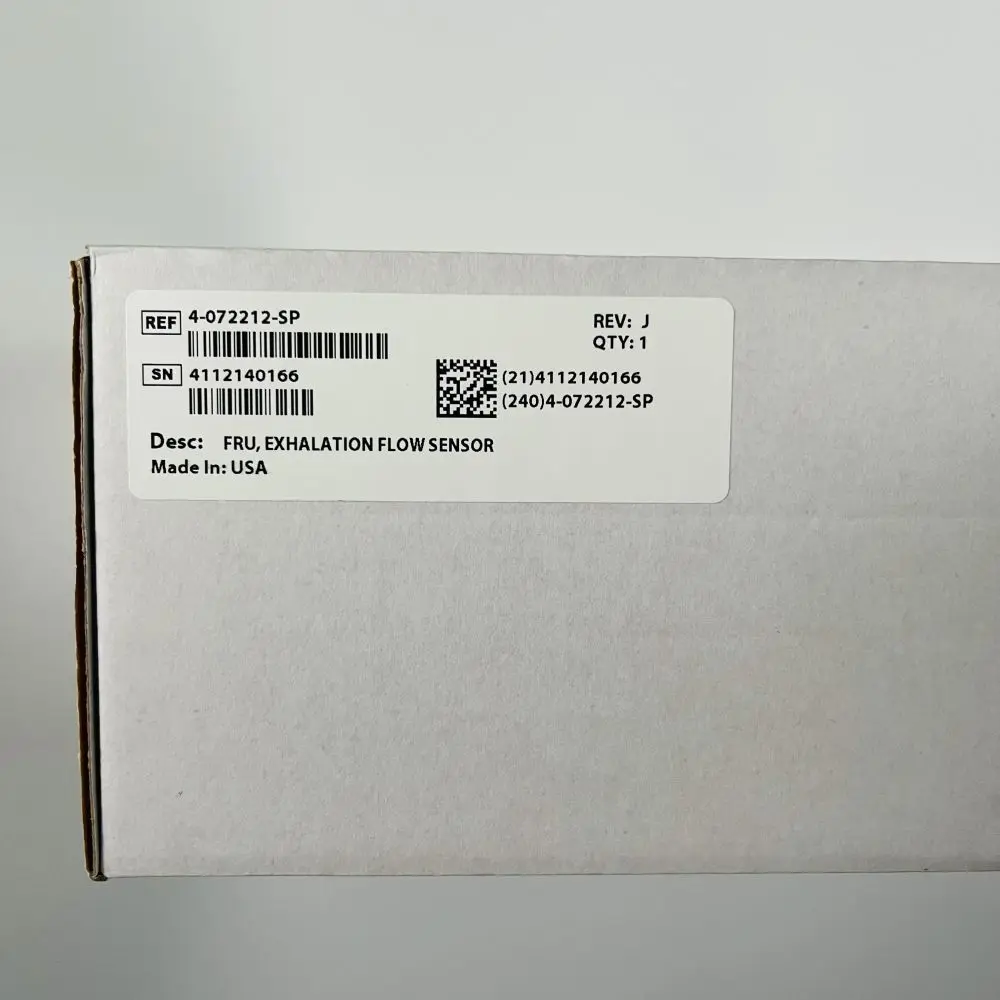 REF 4-072212-SP
REV: J
QTY: 1
SN 4112140166
(21)4112140166
(240)4-072212-SP
Desc: FRU, EXHALATION FLOW SENSOR
Made In: USA